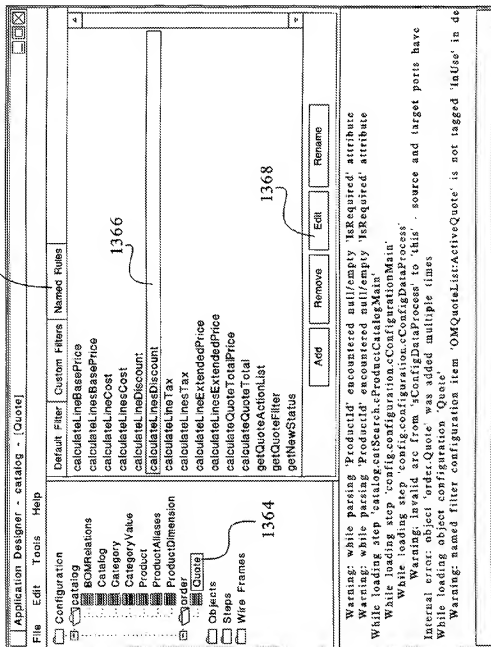 Application Designer - catalog - [Quote]
File Edit Tools Help
Configuration
catalog
BOMRelations
Catalog
Category
CategoryValue
Product
ProductAliases
ProductDimension
order
Quote
Objects
Steps
Wire Frames
1364
Default Filter Custom Filters Named Rules
calculateLineBasePrice
calculateLinesBasePrice
calculateLineCost
calculateLinesCost
calculateLineDiscount
calculateLinesDiscount
calculateLineTax
calculateLinesTax
calculateLineExtendedPrice
calculateLinesExtendedPrice
calculateQuoteTotalPrice
calculateQuoteTotal
getQuoteActionList
getQuoteFilter
getNewStatus
1366
1368
Add Remove Edit Rename
Warning: while parsing 'ProductId' encountered null/empty 'IsRequired' attribute
Warning: while parsing 'ProductId' encountered null/empty 'IsRequired' attribute
While loading step 'catalog.catSearch.cProductCatalogMain'
While loading step 'config.configuration.cConfigurationMain'
While loading step 'config.configuration.cConfigDataProcess'
Warning: invalid arc from 'sConfigDataProcess' to 'this' - source and target ports have
Internal error: object 'order.Quote' was added multiple times
While loading object configuration 'Quote'
Warning: named filter configuration item 'OMQuoteList:ActiveQuote' is not tagged 'InUse' in de